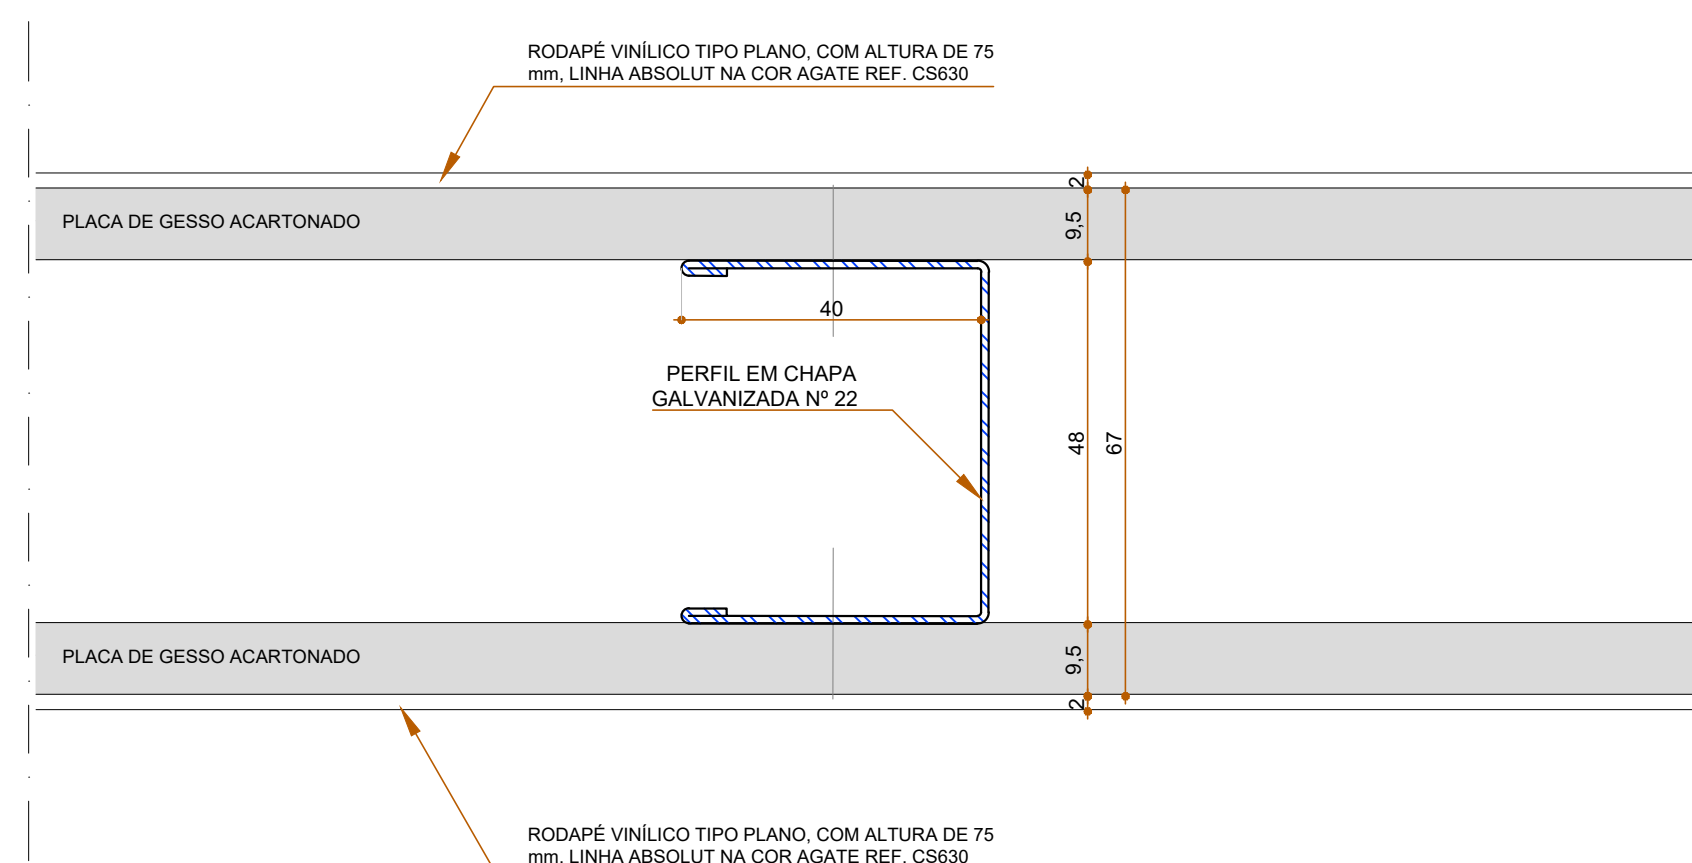 RODAPÉ VINÍLICO TIPO PLANO, COM ALTURA DE 75
mm, LINHA ABSOLUT NA COR AGATE REF. CS630
2
PLACA DE GESSO ACARTONADO
9,5
40
PERFIL EM CHAPA
GALVANIZADA Nº 22
48
67
PLACA DE GESSO ACARTONADO
9,5
2
RODAPÉ VINÍLICO TIPO PLANO, COM ALTURA DE 75
mm, LINHA ABSOLUT NA COR AGATE REF. CS630